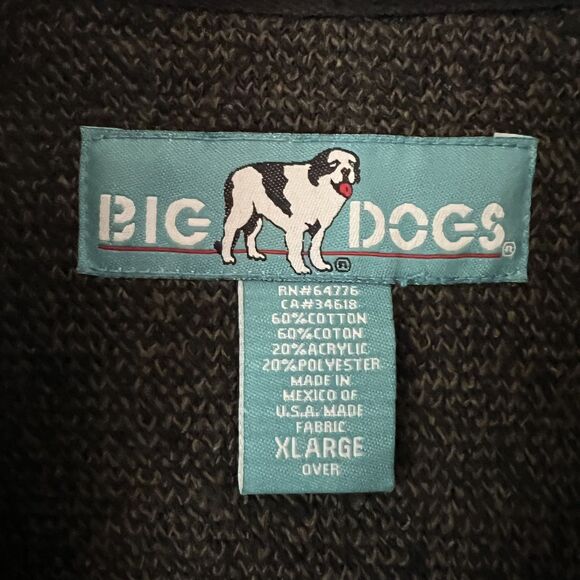 BIG DOGS®
®
RN#64776
CA#34618
60%COTTON
60%COTON
20%ACRYLIC
20%POLYESTER
MADE IN
MEXICO OF
U.S.A. MADE
FABRIC
XLARGE
OVER